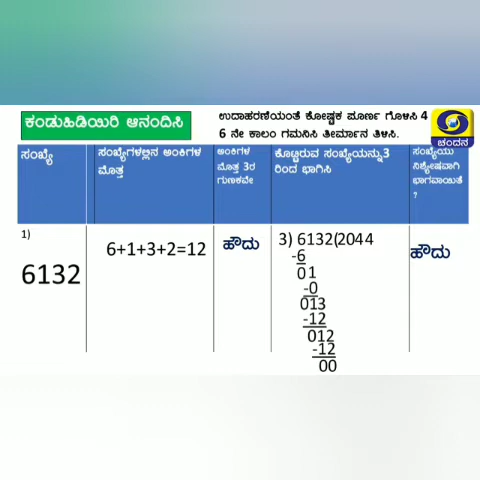 ಕಂಡುಹಿಡಿಯಿರಿ ಆನಂದಿಸಿ
ಉದಾಹರಣೆಯಂತೆ ಕೋಷ್ಟಕ ಪೂರ್ಣ ಗೊಳಿಸಿ 4
6 ನೇ ಕಾಲಂ ಗಮನಿಸಿ ತೀರ್ಮಾನ ತಿಳಿಸಿ.
ಚಂದನ
ಸಂಖ್ಯೆ
ಸಂಖ್ಯೆಗಳಲ್ಲಿನ ಅಂಕಿಗಳ
ಮೊತ್ತ
ಅಂಕಿಗಳ
ಮೊತ್ತ 3ರ
ಗುಣಕವೇ
ಕೊಟ್ಟಿರುವ ಸಂಖ್ಯೆಯನ್ನು 3
ರಿಂದ ಭಾಗಿಸಿ
ಸಂಖ್ಯೆಯು
ನಿಶ್ಶೇಷವಾಗಿ
ಭಾಗವಾಯಿತೆ
?
1)
6132
6+1+3+2=12
ಹೌದು
3) 6132(2044
-6
01
-0
013
-12
012
-12
00
ಹೌದು